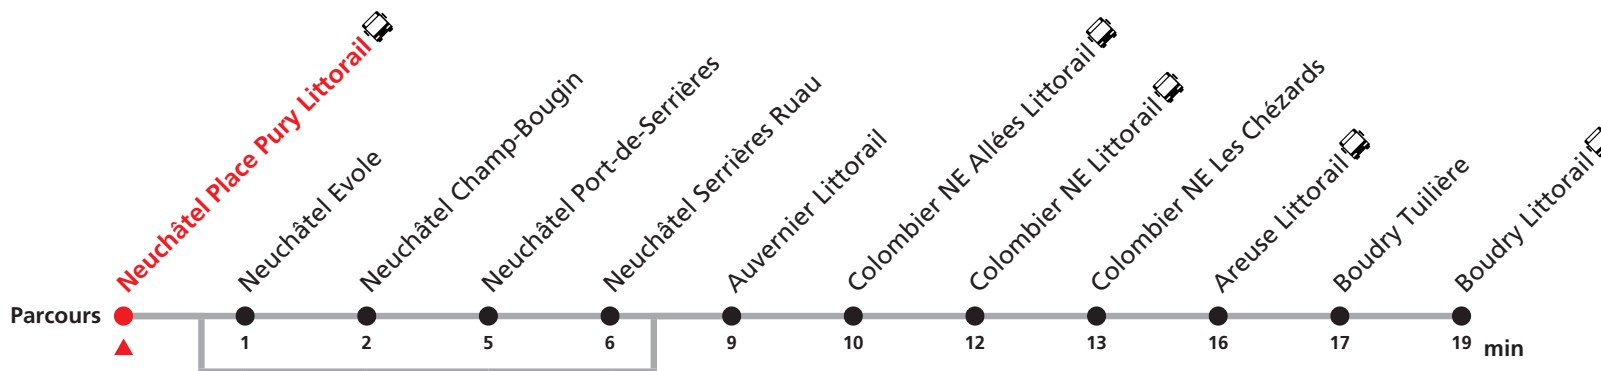 Neuchâtel Place Pury Littorail
Neuchâtel Evole
Neuchâtel Champ-Bougin
Neuchâtel Port-de-Serrières
Neuchâtel Serrières Ruau
Auvernier Littorail
Colombier NE Allées Littorail
Colombier NE Littorail
Colombier NE Les Chézards
Areuse Littorail
Boudry Tuilière
Boudry Littorail
Parcours
1 2 5 6 9 10 12 13 16 17 19 min